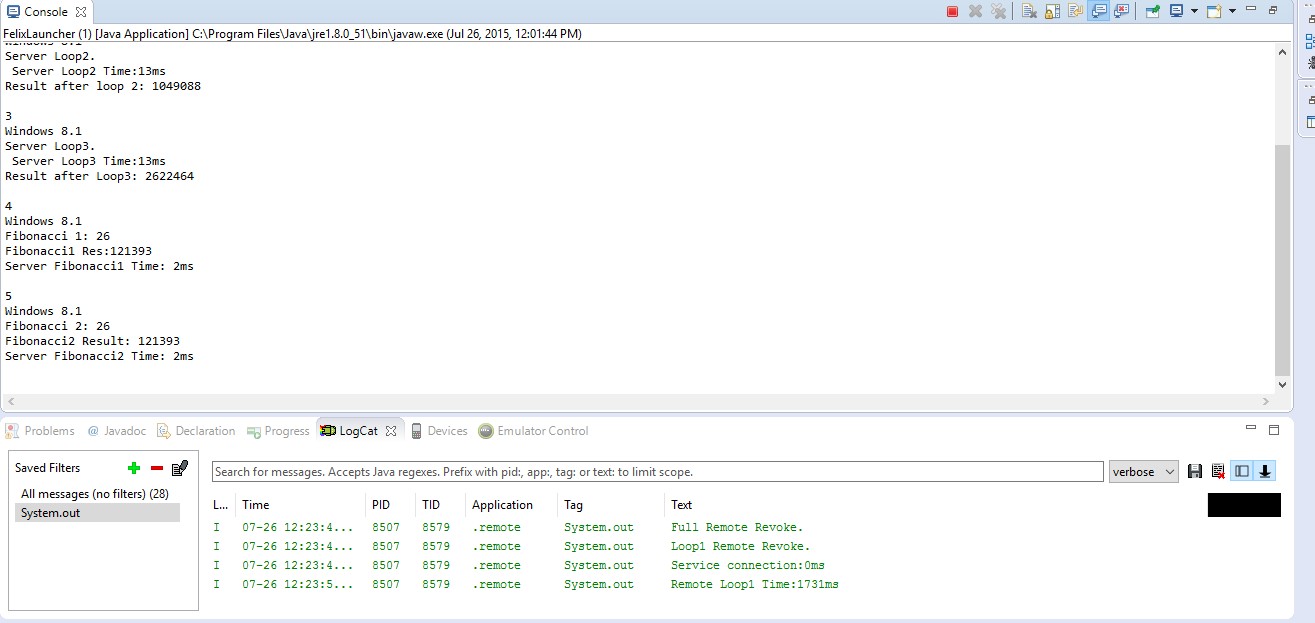 Console
FelixLauncher (1) [Java Application] C:\Program Files\Java\jre1.8.0_51\bin\javaw.exe (Jul 26, 2015, 12:01:44 PM)
Windows 8.1
Server Loop2.
Server Loop2 Time:13ms
Result after loop 2: 1049088
3
Windows 8.1
Server Loop3.
Server Loop3 Time:13ms
Result after Loop3: 2622464
4
Windows 8.1
Fibonacci 1: 26
Fibonacci1 Res:121393
Server Fibonacci1 Time: 2ms
5
Windows 8.1
Fibonacci 2: 26
Fibonacci2 Result: 121393
Server Fibonacci2 Time: 2ms
Problems @ Javadoc Declaration Progress LogCat Devices Emulator Control
Saved Filters
All messages (no filters) (28)
System.out
Search for messages. Accepts Java regexes. Prefix with pid:, app:, tag: or text: to limit scope. verbose
L... Time PID TID Application Tag Text
I 07-26 12:23:4... 8507 8579 .remote System.out Full Remote Revoke.
I 07-26 12:23:4... 8507 8579 .remote System.out Loop1 Remote Revoke.
I 07-26 12:23:4... 8507 8579 .remote System.out Service connection:0ms
I 07-26 12:23:5... 8507 8579 .remote System.out Remote Loop1 Time:1731ms